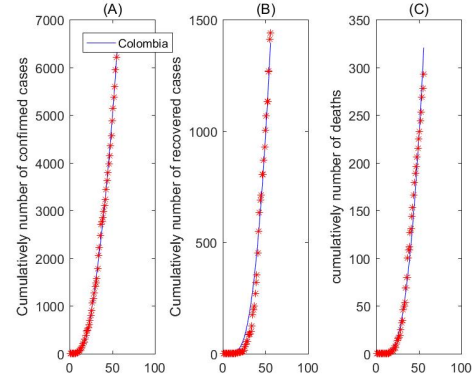 (A)
Cumulatively number of confirmed cases
7000
6000
5000
4000
3000
2000
1000
0
0 50 100
Colombia
(B)
Cumulatively number of recovered cases
1500
1000
500
0
0 50 100
(C)
cumulatively number of deaths
350
300
250
200
150
100
50
0
0 50 100